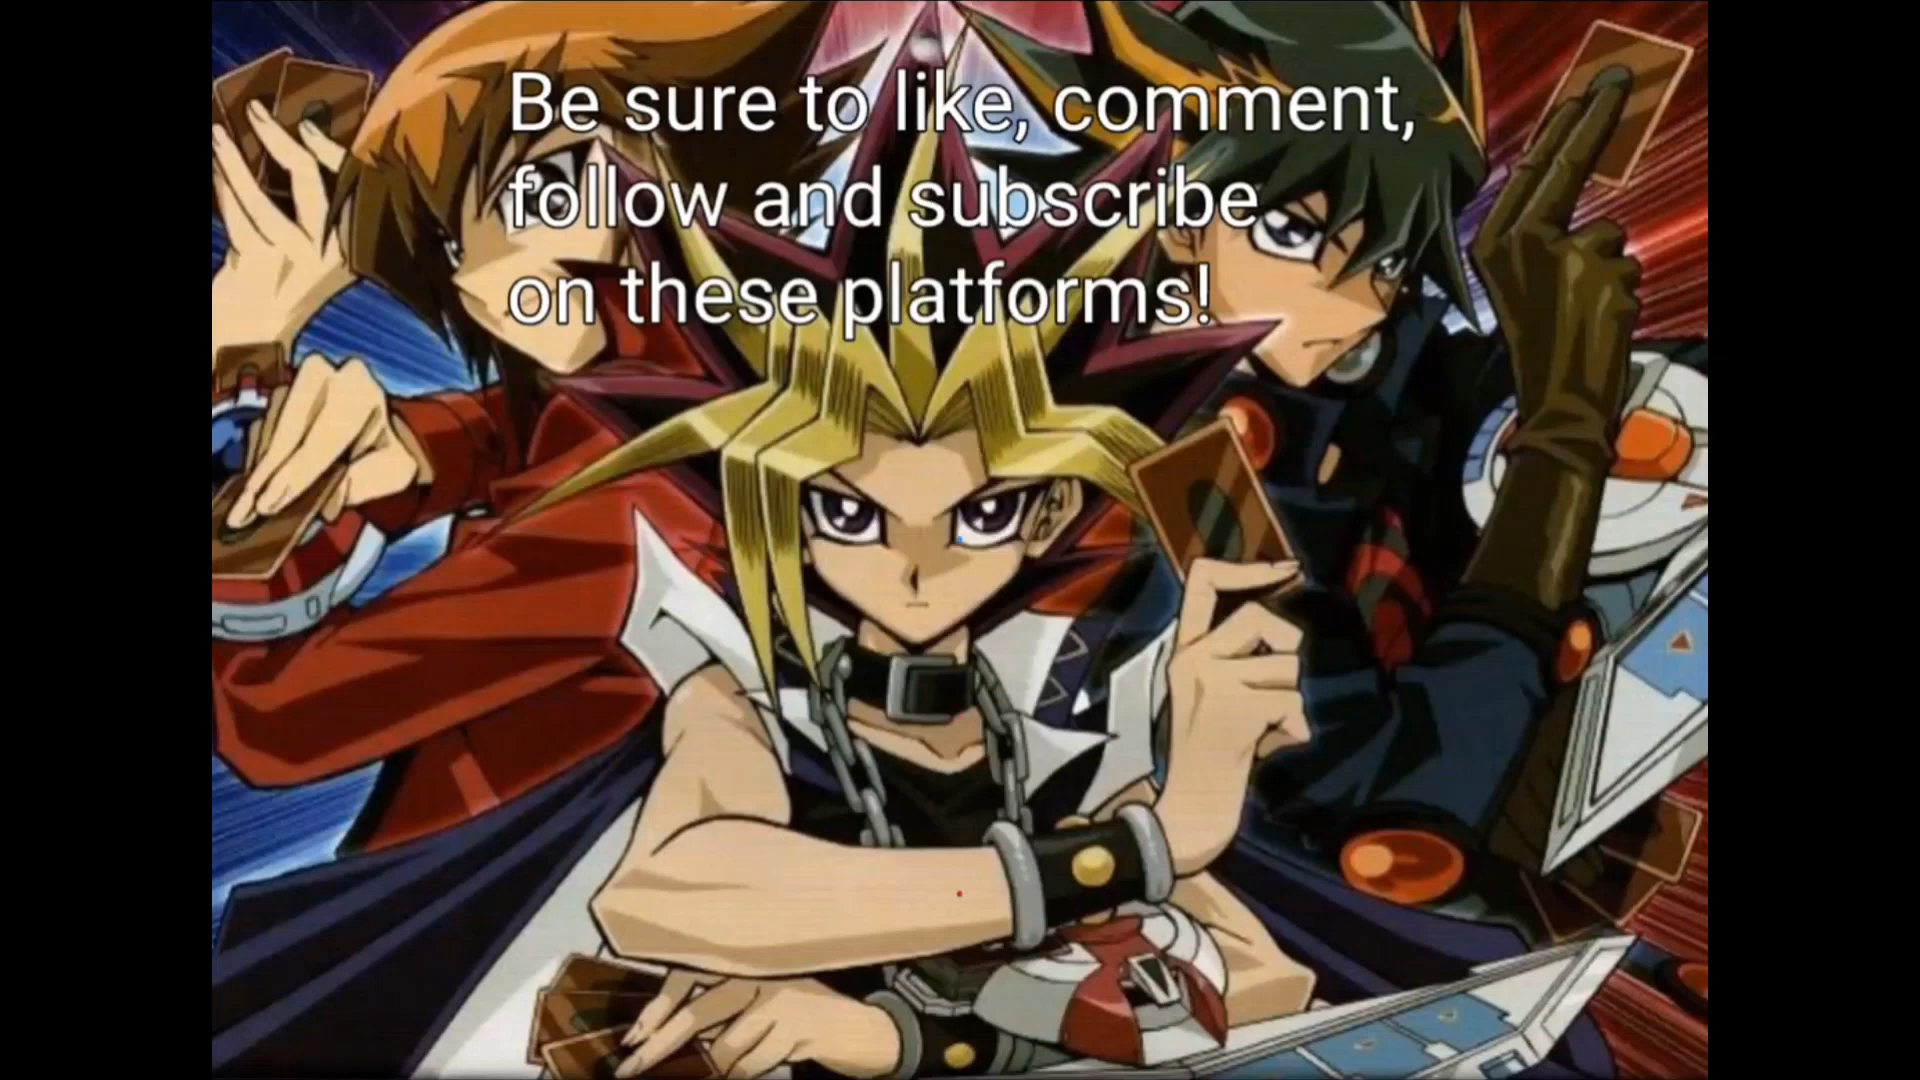 Be sure to like, comment,
follow and subscribe
on these platforms!